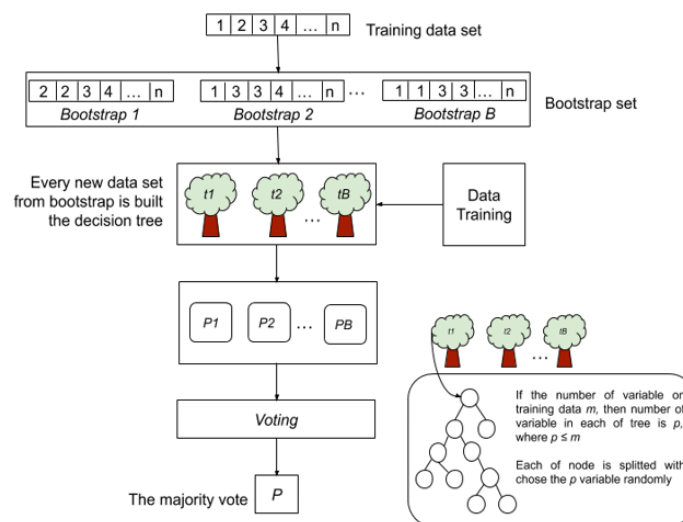 1 2 3 4 ... n
Training data set
2 2 3 4 ... n
1 3 3 4 ... n
...
1 1 3 3 ... n
Bootstrap 1
Bootstrap 2
Bootstrap B
Bootstrap set
Every new data set
from bootstrap is built
the decision tree
t1
t2
...
tB
Data
Training
P1
P2
...
PB
Voting
The majority vote
P
t1
t2
...
tB
If the number of variable on
training data m, then number of
variable in each of tree is p,
where p ≤ m
Each of node is splitted with
chose the p variable randomly